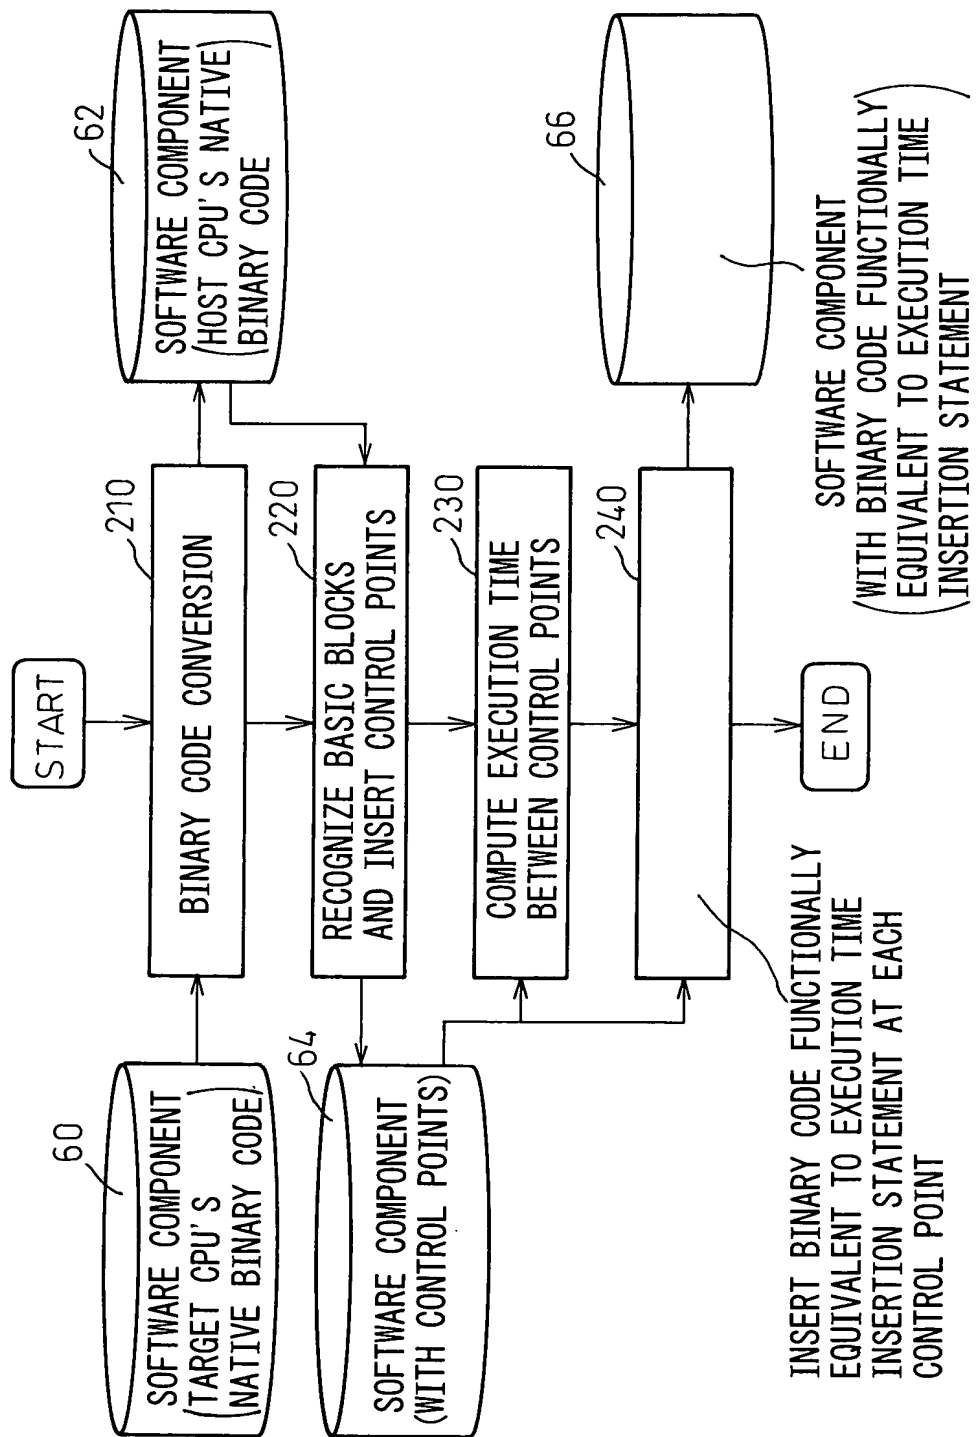 START
210
BINARY CODE CONVERSION
60
SOFTWARE COMPONENT
(TARGET CPU'S
NATIVE BINARY CODE)
62
SOFTWARE COMPONENT
(HOST CPU'S NATIVE
BINARY CODE)
220
RECOGNIZE BASIC BLOCKS
AND INSERT CONTROL POINTS
64
SOFTWARE COMPONENT
(WITH CONTROL POINTS)
230
COMPUTE EXECUTION TIME
BETWEEN CONTROL POINTS
240
66
INSERT BINARY CODE FUNCTIONALLY
EQUIVALENT TO EXECUTION TIME
INSERTION STATEMENT AT EACH
CONTROL POINT
END
SOFTWARE COMPONENT
(WITH BINARY CODE FUNCTIONALLY
EQUIVALENT TO EXECUTION TIME
INSERTION STATEMENT)